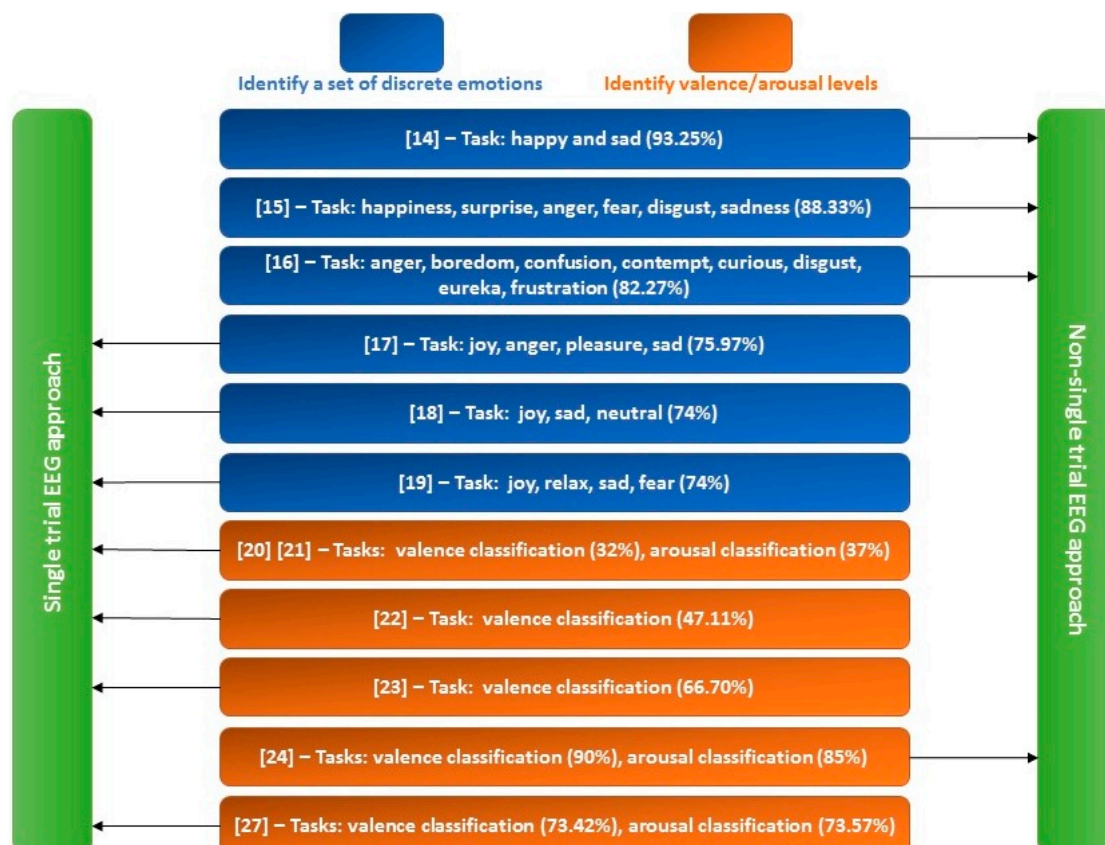 Identify a set of discrete emotions
Identify valence/arousal levels
[14] – Task: happy and sad (93.25%)
[15] – Task: happiness, surprise, anger, fear, disgust, sadness (88.33%)
[16] – Task: anger, boredom, confusion, contempt, curious, disgust,
eureka, frustration (82.27%)
[17] – Task: joy, anger, pleasure, sad (75.97%)
[18] – Task: joy, sad, neutral (74%)
[19] – Task: joy, relax, sad, fear (74%)
[20] [21] – Tasks: valence classification (32%), arousal classification (37%)
[22] – Task: valence classification (47.11%)
[23] – Task: valence classification (66.70%)
[24] – Tasks: valence classification (90%), arousal classification (85%)
[27] – Tasks: valence classification (73.42%), arousal classification (73.57%)
Single trial EEG approach
Non-single trial EEG approach